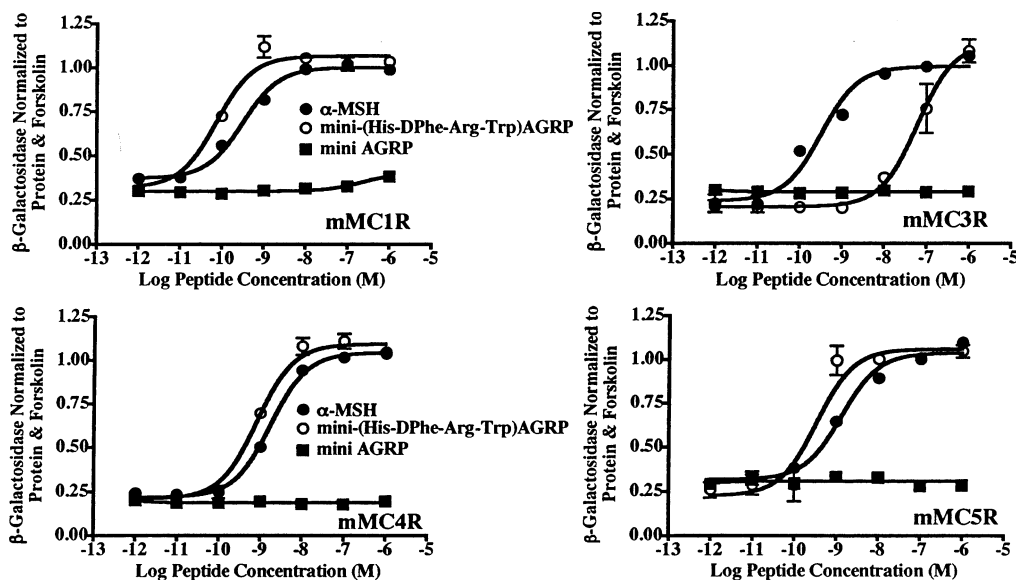 β-Galactosidase Normalized to
Protein & Forskolin
1.25
1.00
0.75
0.50
0.25
0.00
α-MSH
mini-(His-DPhe-Arg-Trp)AGRP
mini AGRP
mMC1R
-13 -12 -11 -10 -9 -8 -7 -6 -5
Log Peptide Concentration (M)
β-Galactosidase Normalized to
Protein & Forskolin
1.25
1.00
0.75
0.50
0.25
0.00
mMC3R
-13 -12 -11 -10 -9 -8 -7 -6 -5
Log Peptide Concentration (M)
β-Galactosidase Normalized to
Protein & Forskolin
1.25
1.00
0.75
0.50
0.25
0.00
α-MSH
mini-(His-DPhe-Arg-Trp)AGRP
mini AGRP
mMC4R
-13 -12 -11 -10 -9 -8 -7 -6 -5
Log Peptide Concentration (M)
β-Galactosidase Normalized to
Protein & Forskolin
1.25
1.00
0.75
0.50
0.25
0.00
mMC5R
-13 -12 -11 -10 -9 -8 -7 -6 -5
Log Peptide Concentration (M)